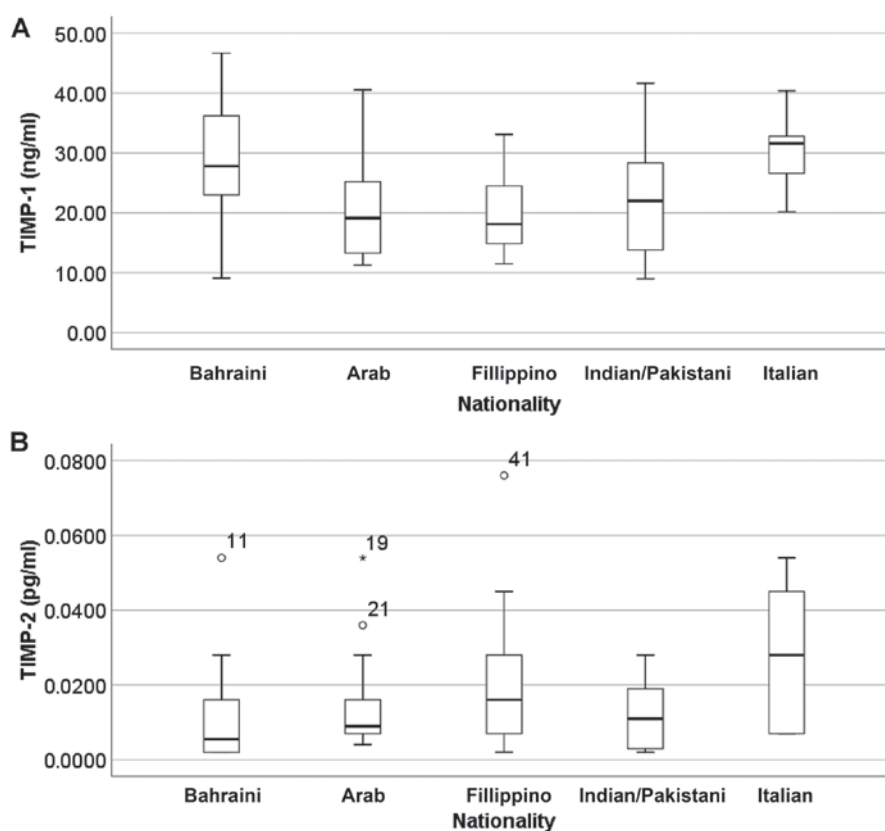 A
50.00
40.00
30.00
20.00
10.00
0.00
TIMP-1 (ng/ml)
Bahraini Arab Fillippino Indian/Pakistani Italian
Nationality
B
0.0800
0.0600
0.0400
0.0200
0.0000
TIMP-2 (pg/ml)
11
19
21
41
Bahraini Arab Fillippino Indian/Pakistani Italian
Nationality